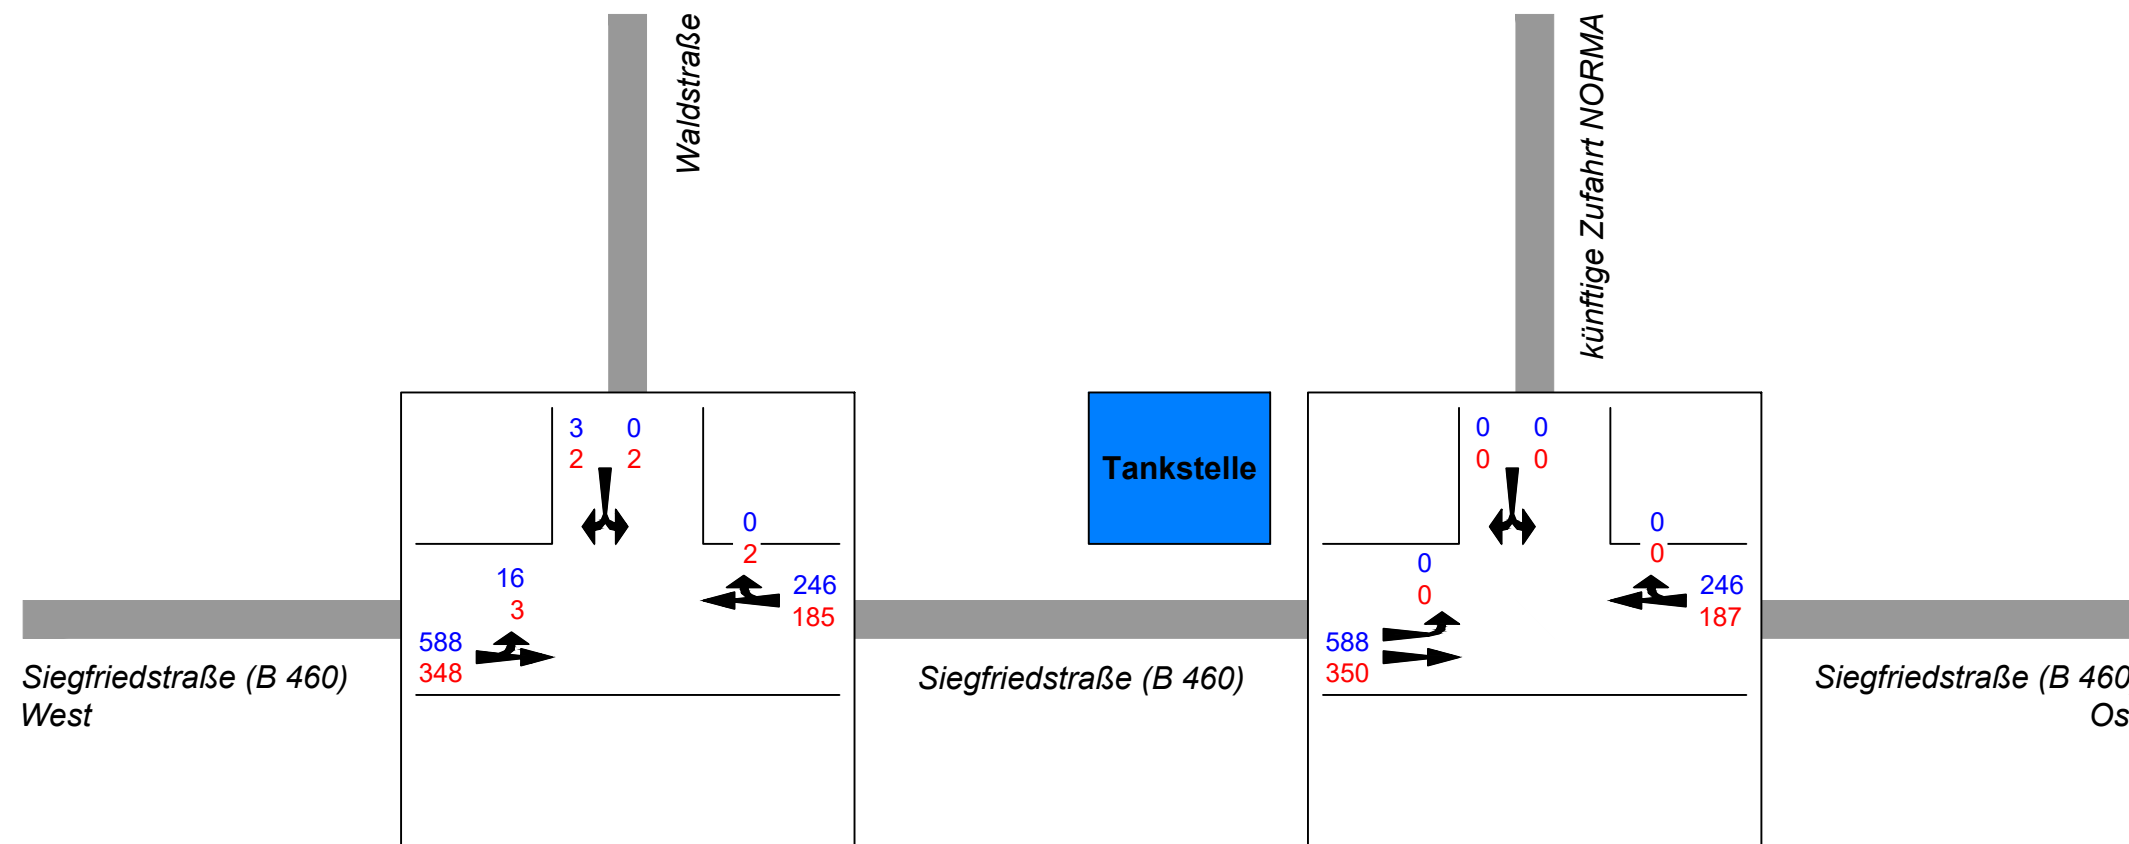 Waldstraße
künftige Zufahrt NORMA
3 0
2 2
0
2
16
3
246
185
588
348
Tankstelle
0 0
0 0
0
0
0
0
246
187
588
350
Siegfriedstraße (B 460)
West
Siegfriedstraße (B 460)
Siegfriedstraße (B 460
Os